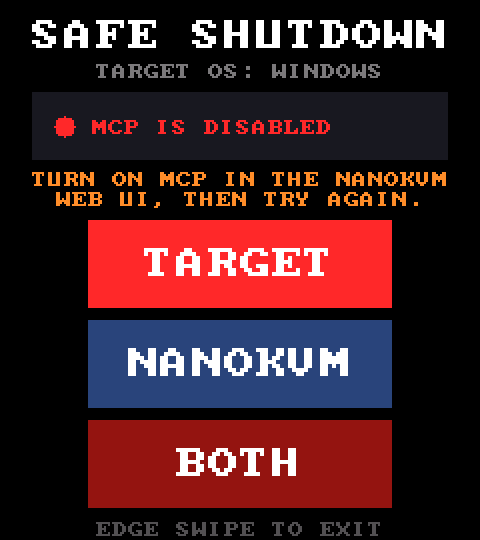 SAFE SHUTDOWN
TARGET OS: WINDOWS
MCP IS DISABLED
TURN ON MCP IN THE NANOKVM
WEB UI, THEN TRY AGAIN.
TARGET
NANOKVM
BOTH
EDGE SWIPE TO EXIT